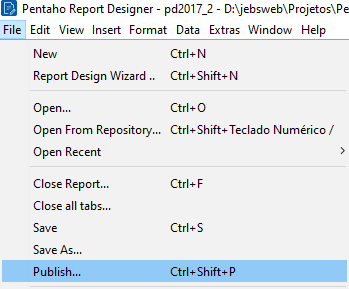 Pentaho Report Designer - pd2017_2 - D:\jebsweb\Projetos\Pe
File Edit View Insert Format Data Extras Window Help
New Ctrl+N
Report Design Wizard .. Ctrl+Shift+N
Open... Ctrl+O
Open From Repository... Ctrl+Shift+Teclado Numérico /
Open Recent
Close Report... Ctrl+F
Close all tabs...
Save Ctrl+S
Save As...
Publish... Ctrl+Shift+P